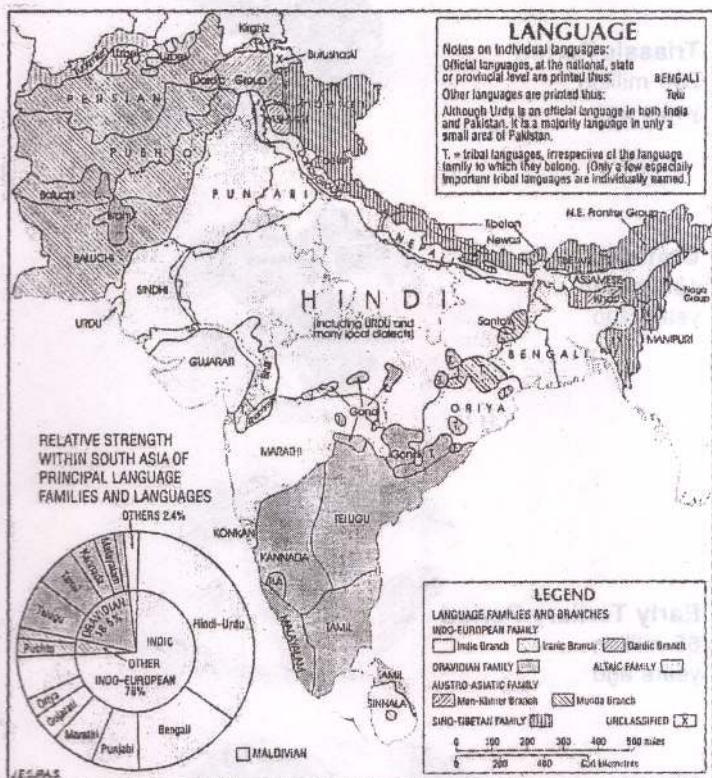 LANGUAGE
Notes on individual languages:
Official languages, at the national, state
or provincial level are printed thus: BENGALI
Other languages are printed thus: Tulu
Although Urdu is an official language in both India
and Pakistan, it is a majority language in only a
small area of Pakistan.
T. = tribal languages, irrespective of the language
family to which they belong. (Only a few especially
important tribal languages are individually named.)
Kirghiz
Burushaski
Uzbek
Dardic Group
PERSIAN
PUSHTO
Tibetan
Baluchi
BALUCHI
PUNJABI
SINDHI
URDU
NEPALI
Tibetan
Newari
N.E. Frontier Group
ASSAMESE
Khasi
Naga
Group
MANIPURI
HINDI
(including URDU and
many local dialects)
Santali
BENGALI
GUJARATI
Bhili
Gondi
ORIYA
MARATHI
Gondi T.
TELUGU
KONKANI
KANNADA
MALAYALAM
TAMIL
TAMIL
SINHALA
MALDIVIAN
RELATIVE STRENGTH
WITHIN SOUTH ASIA OF
PRINCIPAL LANGUAGE
FAMILIES AND LANGUAGES
OTHERS 2.4%
Malayalam
Kannada
Tamil
Telugu
DRAVIDIAN
Pushto
INDIC
OTHER
INDO-EUROPEAN
76%
Hindi-Urdu
Oriya
Gujarati
Marathi
Punjabi
Bengali
LEGEND
LANGUAGE FAMILIES AND BRANCHES
INDO-EUROPEAN FAMILY
Indic Branch Iranic Branch Dardic Branch
DRAVIDIAN FAMILY ALTAIC FAMILY
AUSTRO-ASIATIC FAMILY
Mon-Khmer Branch Munda Branch
SINO-TIBETAN FAMILY UNCLASSIFIED X
0 100 200 300 400 500 miles
0 200 400 600 kilometres